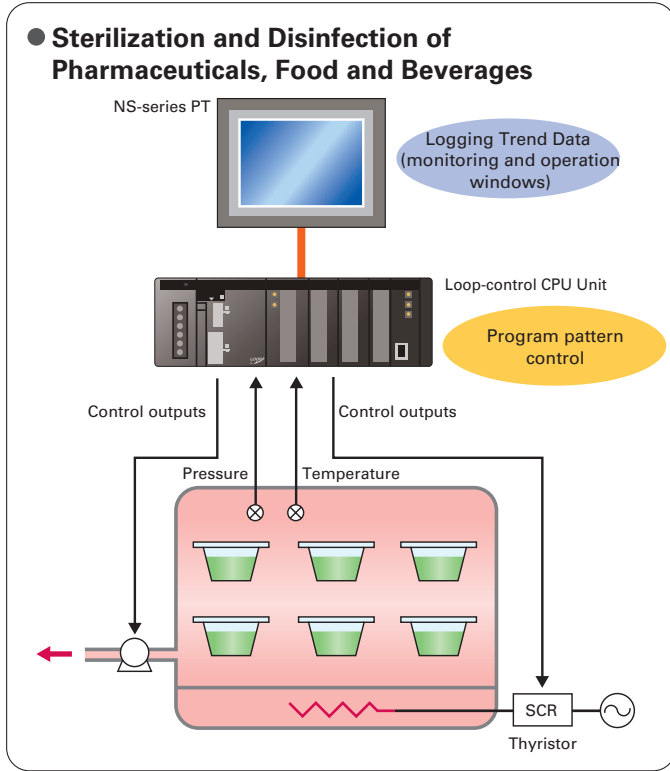 Sterilization and Disinfection of
Pharmaceuticals, Food and Beverages
NS-series PT
Logging Trend Data
(monitoring and operation
windows)
Loop-control CPU Unit
Program pattern
control
Control outputs
Control outputs
Pressure
Temperature
SCR
Thyristor